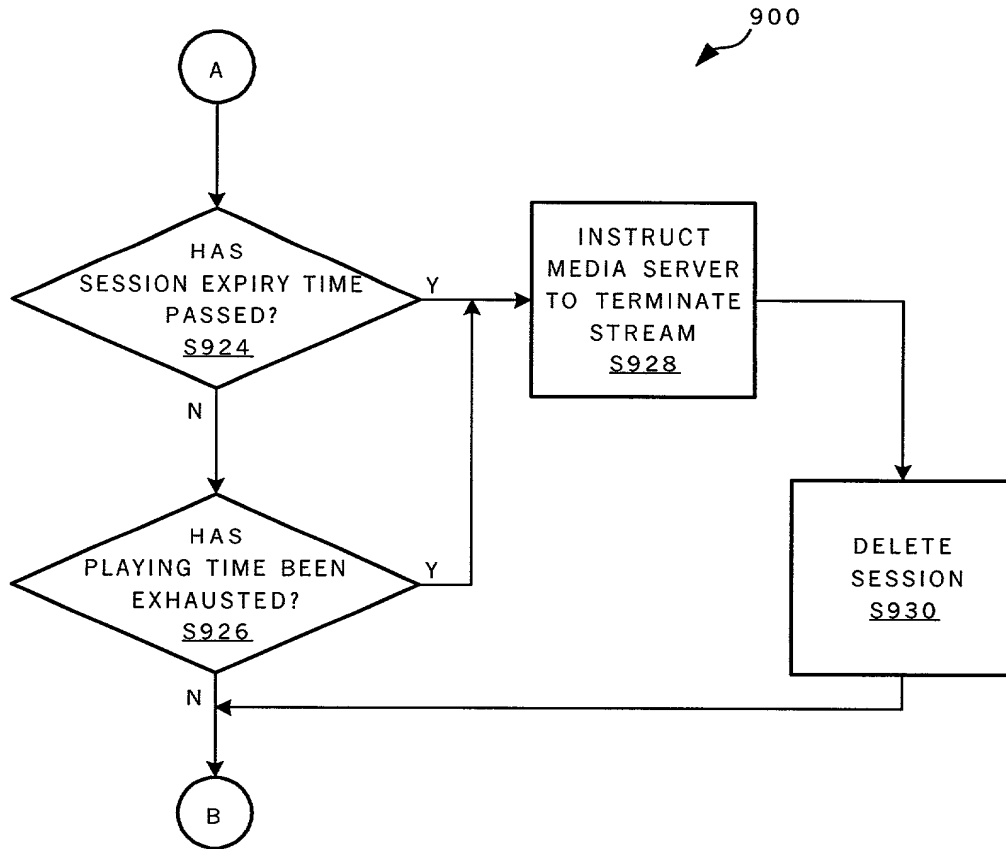 900
A
HAS
SESSION EXPIRY TIME
PASSED?
S924
Y
N
INSTRUCT
MEDIA SERVER
TO TERMINATE
STREAM
S928
HAS
PLAYING TIME BEEN
EXHAUSTED?
S926
Y
N
DELETE
SESSION
S930
B